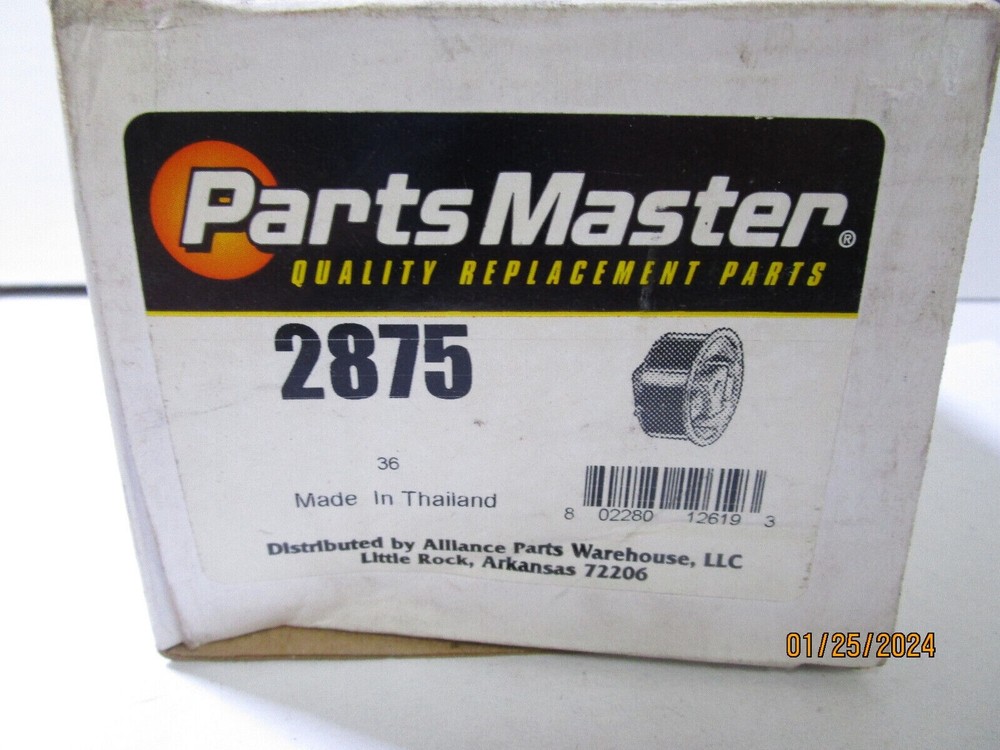 Parts Master®
QUALITY REPLACEMENT PARTS
2875
36
Made In Thailand
8 02280 12619 3
Distributed by Alliance Parts Warehouse, LLC
Little Rock, Arkansas 72206
01/25/2024